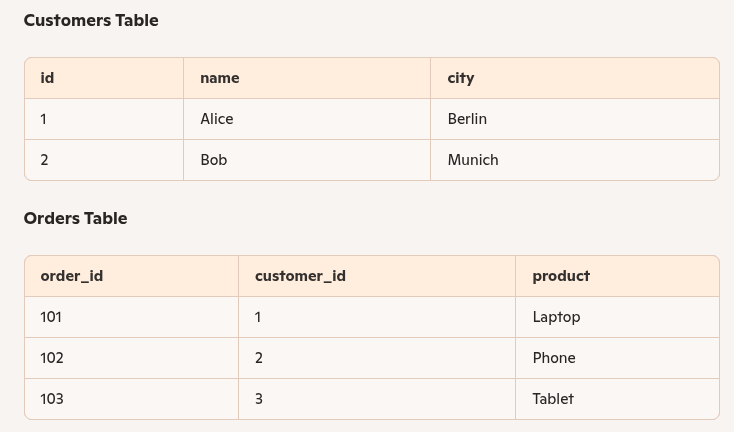 Customers Table
id name city
1 Alice Berlin
2 Bob Munich
Orders Table
order_id customer_id product
101 1 Laptop
102 2 Phone
103 3 Tablet